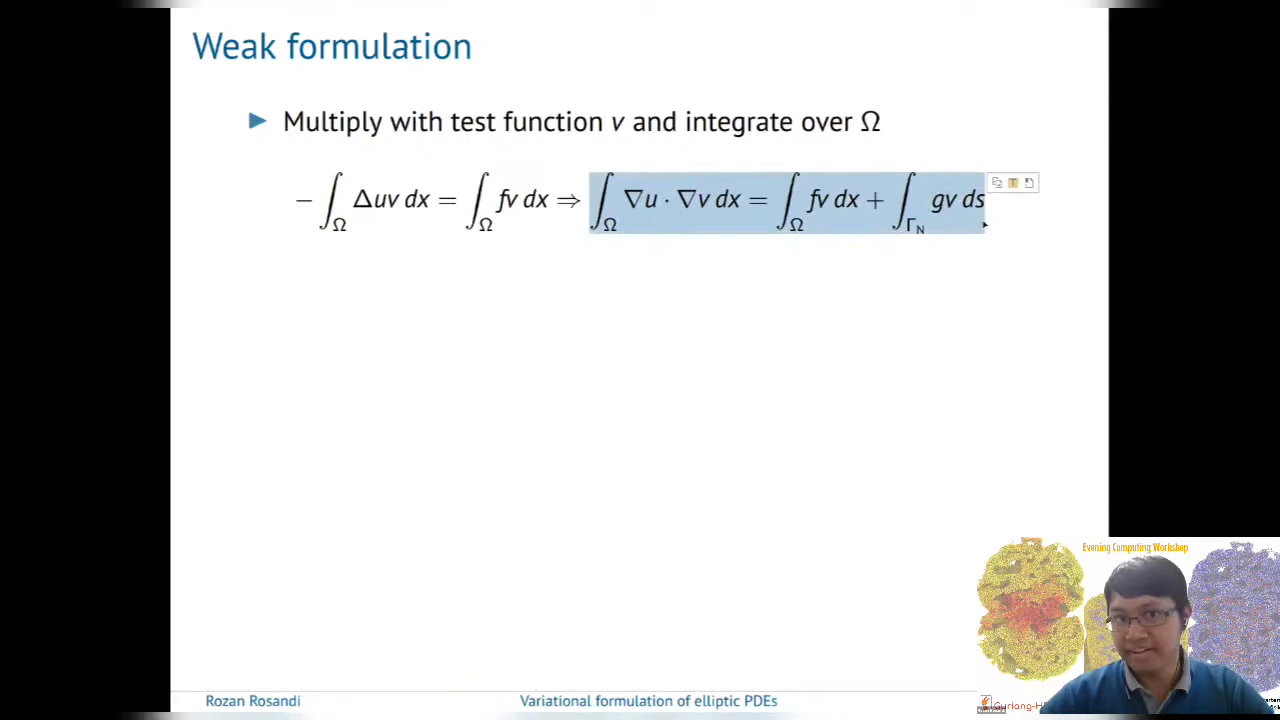 Weak formulation
▶ Multiply with test function v and integrate over Ω
− ∫_Ω Δuv dx = ∫_Ω fv dx ⇒ ∫_Ω ∇u · ∇v dx = ∫_Ω fv dx + ∫_{Γ_N} gv ds
Evening Computing Workshop
Rozan Rosandi
Variational formulation of elliptic PDEs